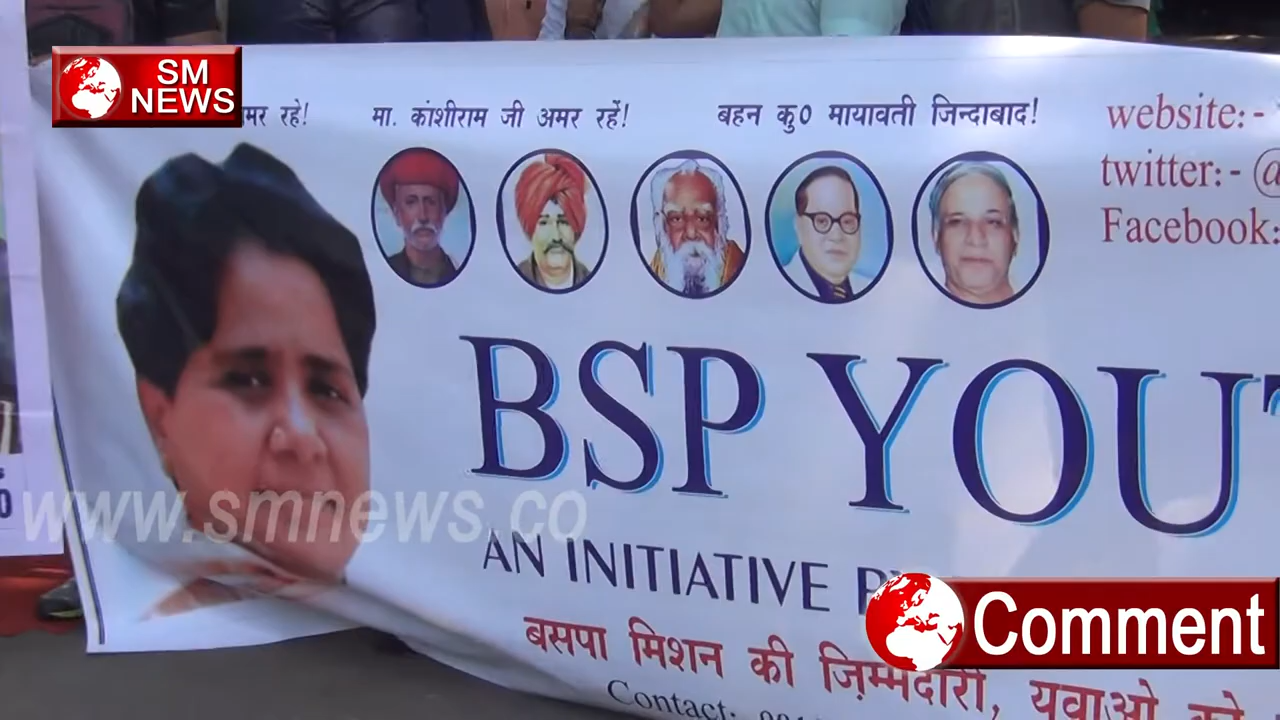 SM
NEWS
मर रहे!
मा. कांशीराम जी अमर रहें!
बहन कु0 मायावती जिन्दाबाद!
website:-
twitter:- @
Facebook:
BSP YOUT
www.smnews.co
AN INITIATIVE
Comment
बसपा मिशन की ज़िम्मेदारी,
Contact: